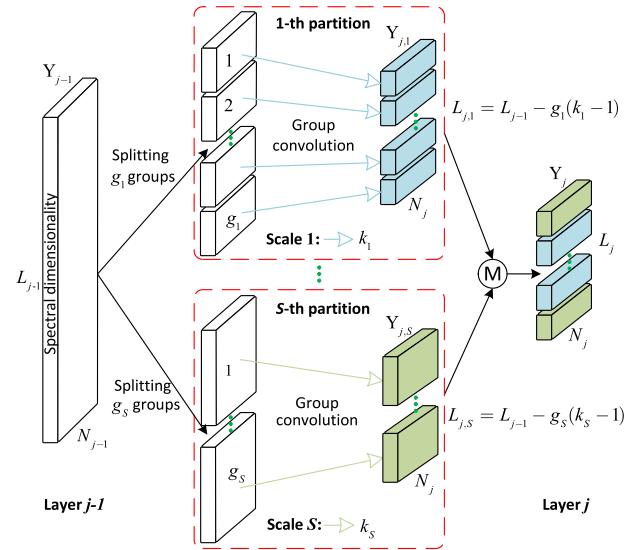 Y_{j-1}
Spectral dimensionality
L_{j-1}
N_{j-1}
Layer j-1
Splitting
g_1 groups
Splitting
g_S groups
1-th partition
1
2
g_1
Group
convolution
Y_{j,1}
N_j
Scale 1: k_1
L_{j,1} = L_{j-1} − g_1(k_1 −1)
S-th partition
1
g_S
Group
convolution
Y_{j,S}
N_j
Scale S: k_S
L_{j,S} = L_{j-1} − g_S(k_S −1)
M
Y_j
L_j
N_j
Layer j